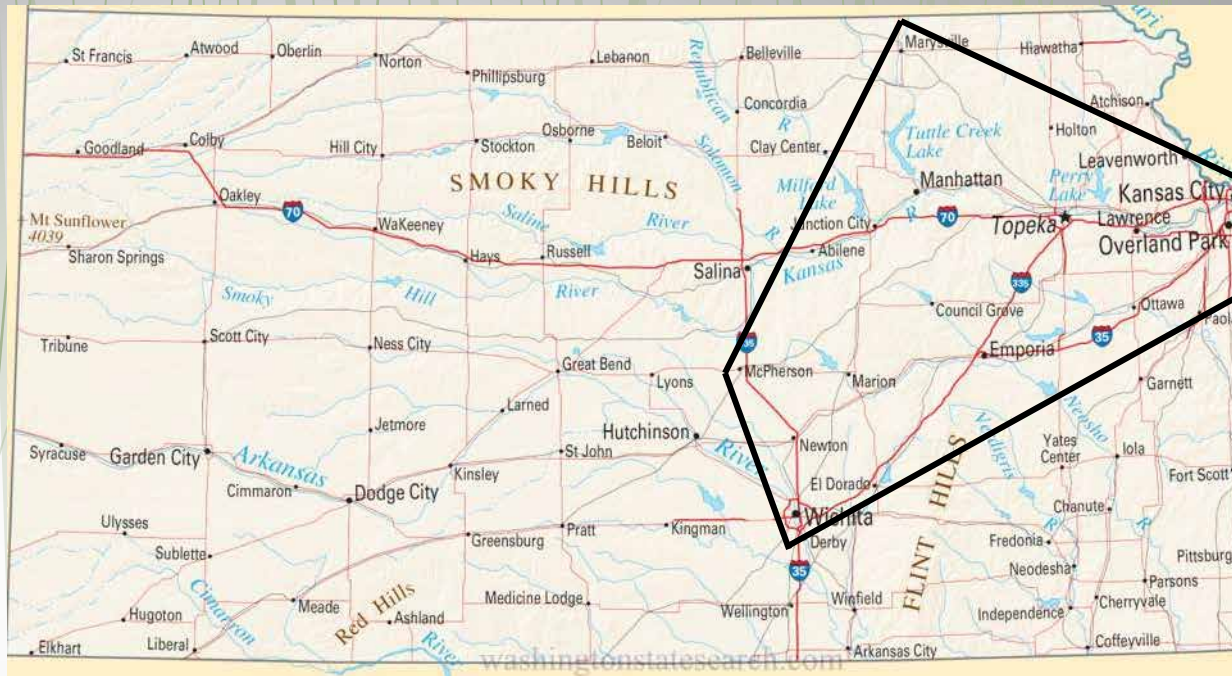 St Francis
Atwood
Oberlin
Norton
Phillipsburg
Lebanon
Republican
Belleville
Marysville
Hiawatha
Concordia
R
Atchison
Goodland
Colby
Hill City
Stockton
Osborne
Beloit
Solomon
Clay Center
Tuttle Creek
Lake
Holton
Leavenworth
SMOKY HILLS
Milford
Lake
Manhattan
Perry
Lake
Kansas City
Oakley
70
Mt Sunflower
4039
WaKeeney
Saline
River
R
Junction City
R
70
Topeka
Lawrence
Overland Park
Sharon Springs
Hays
Russell
Salina
Abilene
Kansas
Smoky
Hill
River
335
Council Grove
Ottawa
Tribune
Scott City
Ness City
35
Emporia
35
Great Bend
Lyons
McPherson
Marion
Garnett
Larned
Neosho
Jetmore
Hutchinson
River
Newton
Verdigris
Yates
Center
Iola
Syracuse
Garden City
Arkansas
St John
Cimmaron
Dodge City
Kinsley
El Dorado
FLINT HILLS
Fort Scott
Ulysses
Pratt
Kingman
Wichita
Chanute
R
R
Sublette
Greensburg
Derby
Fredonia
Pittsburg
35
Neodesha
Parsons
Cimarron
Meade
Red Hills
Ashland
Medicine Lodge
Wellington
Winfield
Independence
Cherryvale
Hugoton
Liberal
River
Elkhart
Arkansas City
Coffeyville
washingtonstatesearch.com